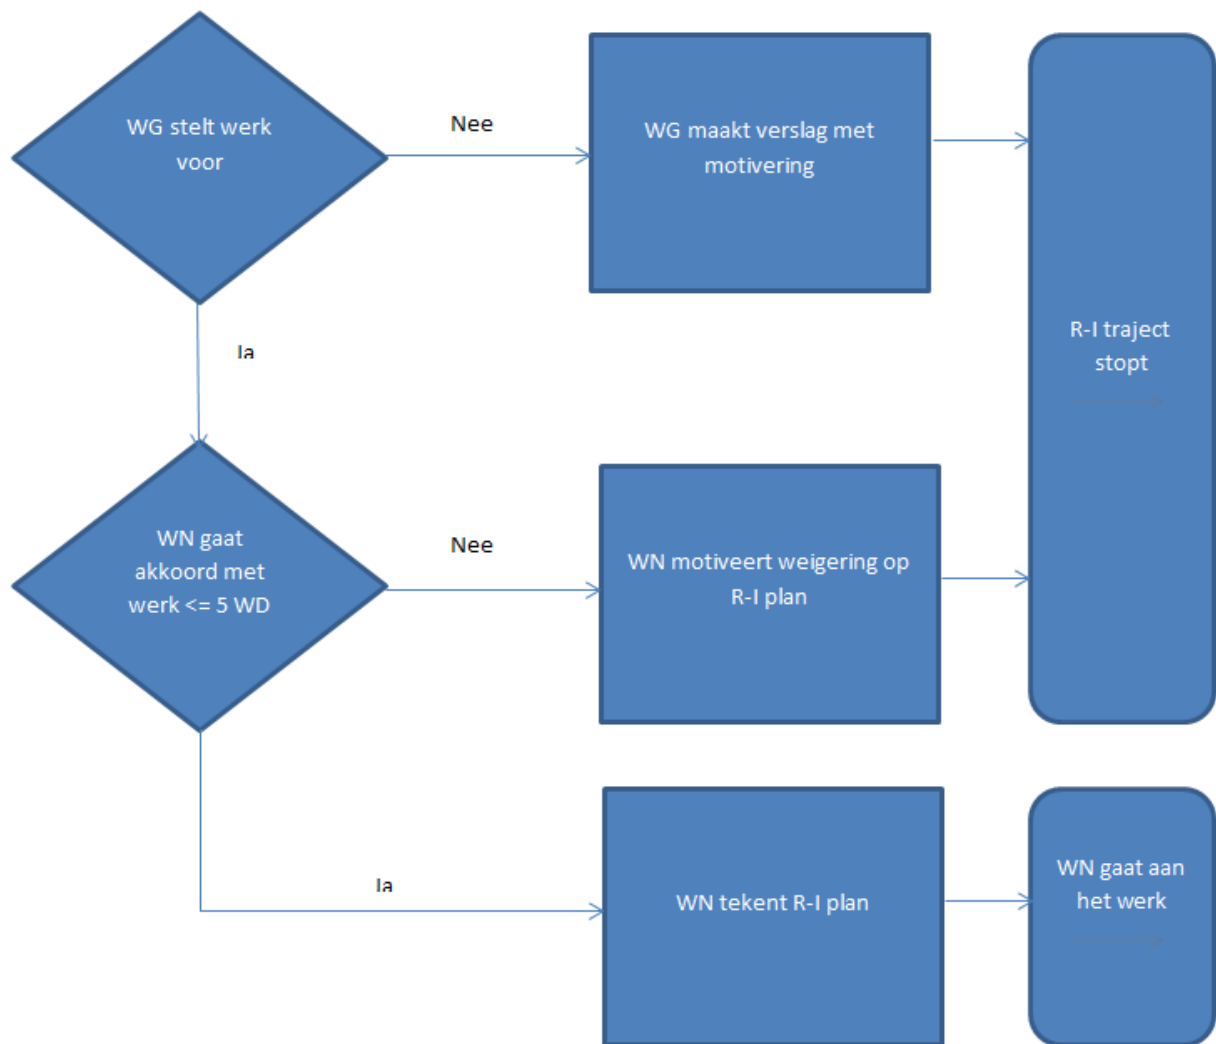 WG stelt werk
voor
Nee
WG maakt verslag met
motivering
R-I traject
stopt
Ja
WN gaat
akkoord met
werk <= 5 WD
Nee
WN motiveert weigering op
R-I plan
Ja
WN tekent R-I plan
WN gaat aan
het werk